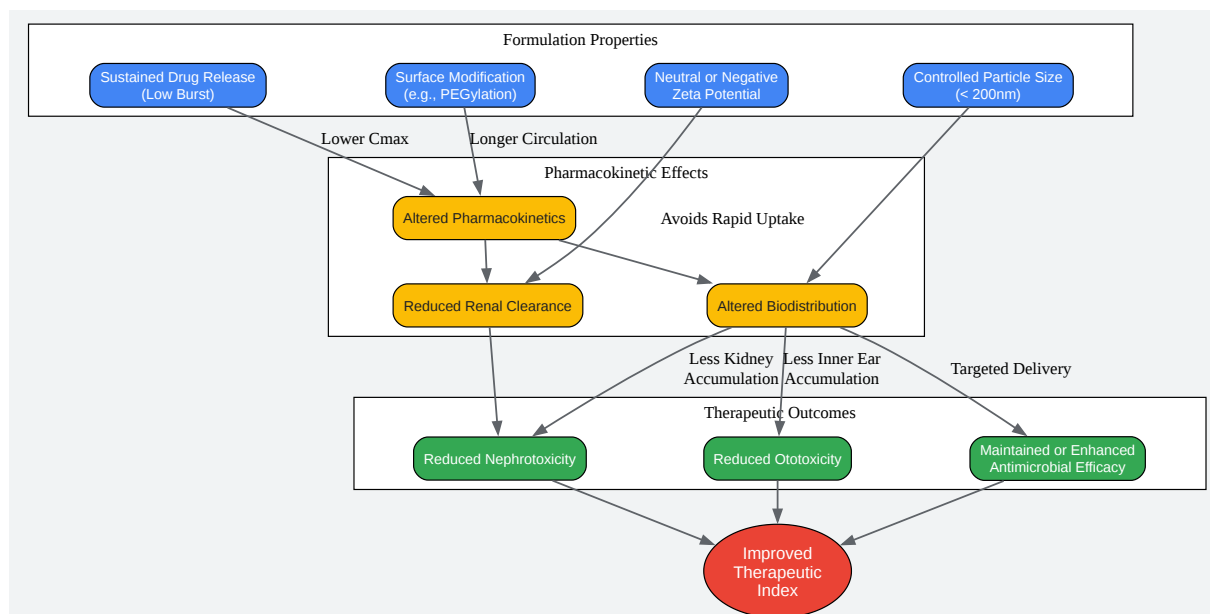 Formulation Properties
Sustained Drug Release
(Low Burst)
Surface Modification
(e.g., PEGylation)
Neutral or Negative
Zeta Potential
Controlled Particle Size
(< 200nm)
Lower Cmax
Longer Circulation
Pharmacokinetic Effects
Altered Pharmacokinetics
Avoids Rapid Uptake
Reduced Renal Clearance
Altered Biodistribution
Less Kidney
Accumulation
Less Inner Ear
Accumulation
Targeted Delivery
Therapeutic Outcomes
Reduced Nephrotoxicity
Reduced Ototoxicity
Maintained or Enhanced
Antimicrobial Efficacy
Improved
Therapeutic
Index